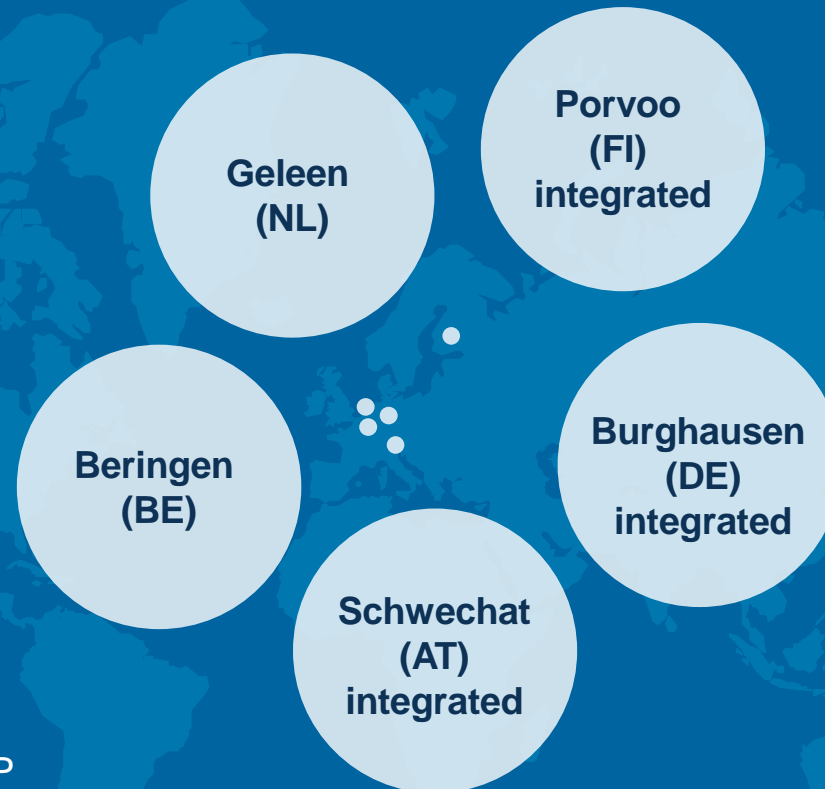 Porvoo
(FI)
integrated
Geleen
(NL)
Burghausen
(DE)
integrated
Beringen
(BE)
Schwechat
(AT)
integrated